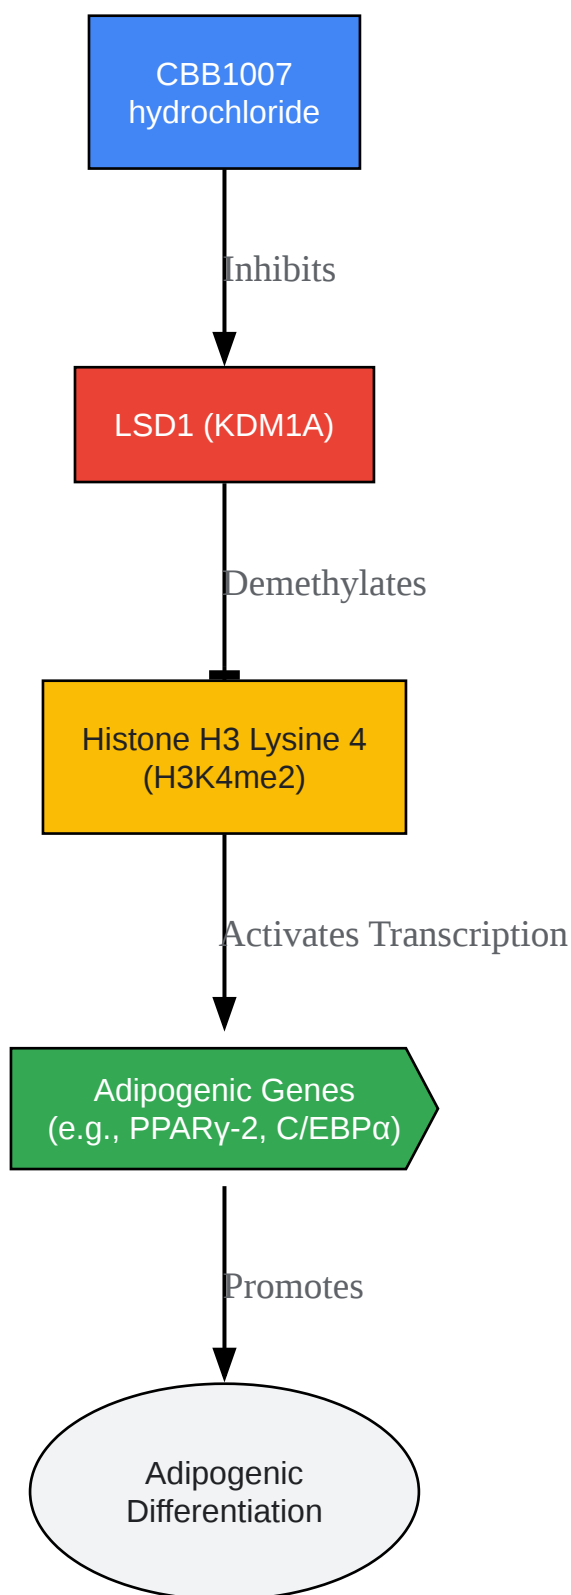 CBB1007
hydrochloride
Inhibits
LSD1 (KDM1A)
Demethylates
Histone H3 Lysine 4
(H3K4me2)
Activates Transcription
Adipogenic Genes
(e.g., PPARγ-2, C/EBPα)
Promotes
Adipogenic
Differentiation